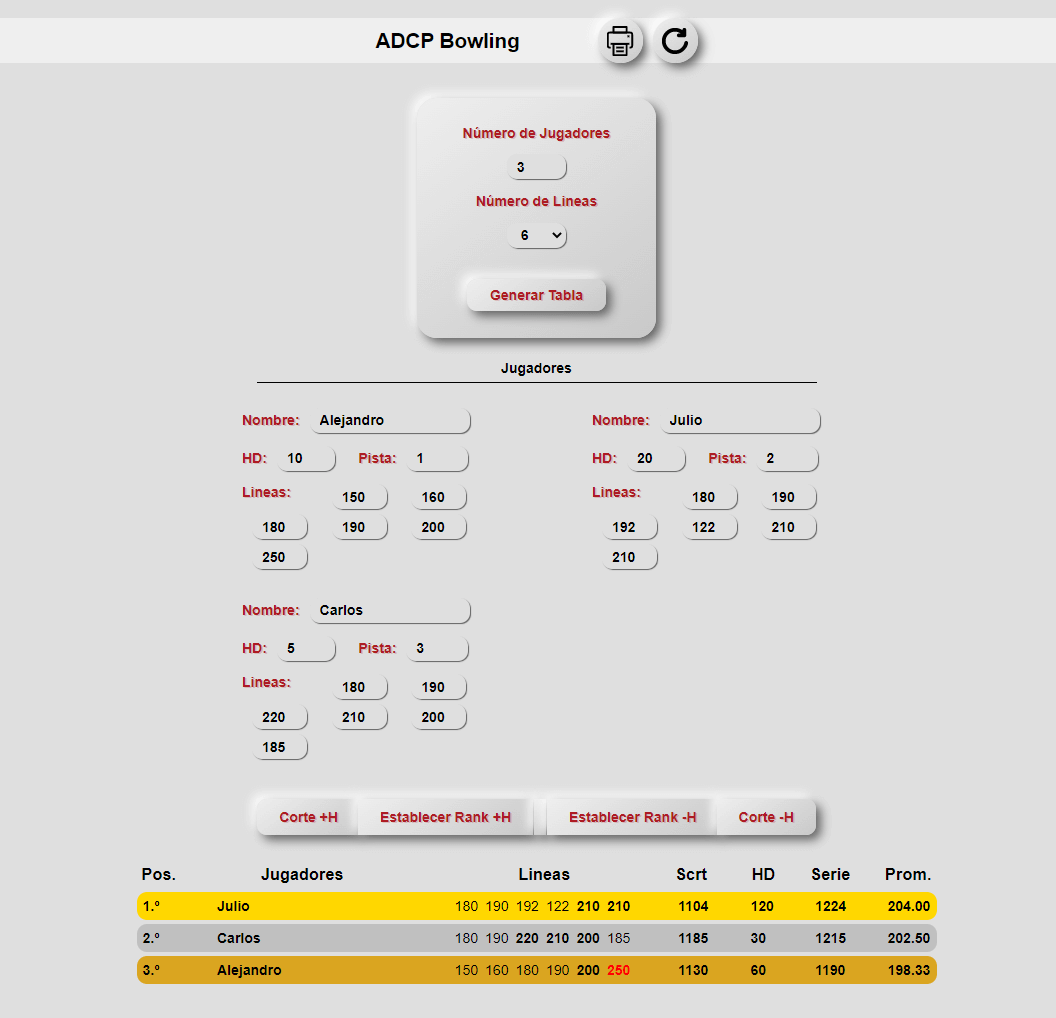 ADCP Bowling
Número de Jugadores
3
Número de Lineas
6
Generar Tabla
Jugadores
Nombre: Alejandro
HD: 10 Pista: 1
Lineas: 150 160
180 190 200
250
Nombre: Julio
HD: 20 Pista: 2
Lineas: 180 190
192 122 210
210
Nombre: Carlos
HD: 5 Pista: 3
Lineas: 180 190
220 210 200
185
Corte +H Establecer Rank +H Establecer Rank -H Corte -H
Pos. Jugadores Lineas Scrt HD Serie Prom.
1.º Julio 180 190 192 122 210 210 1104 120 1224 204.00
2.º Carlos 180 190 220 210 200 185 1185 30 1215 202.50
3.º Alejandro 150 160 180 190 200 250 1130 60 1190 198.33